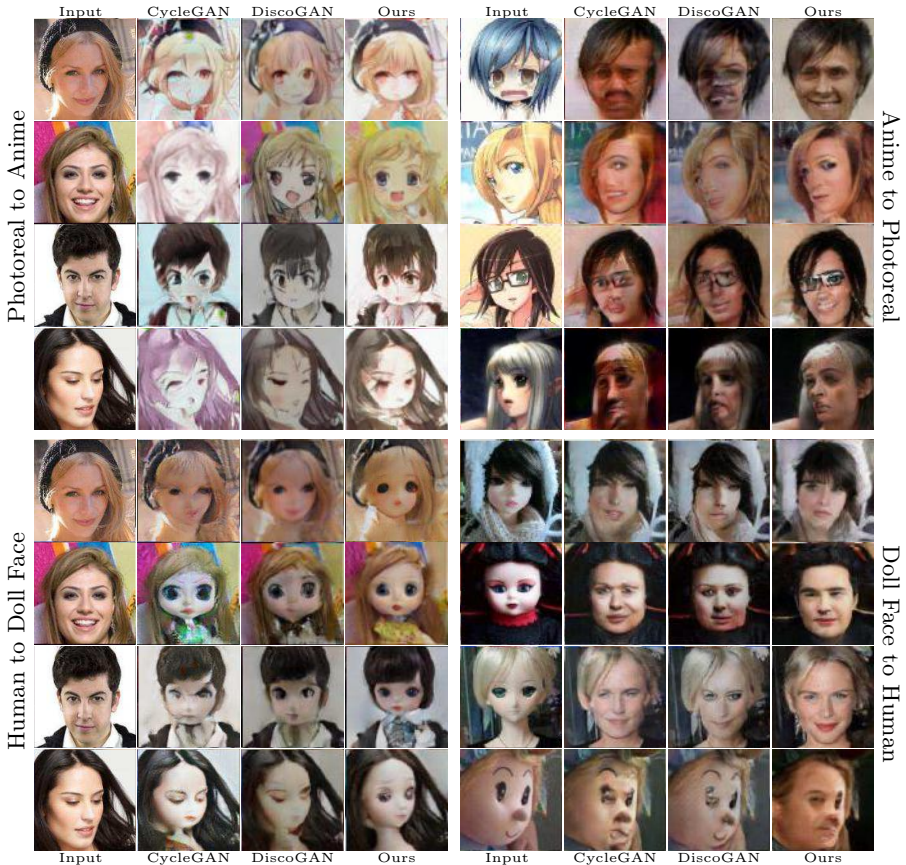 Input CycleGAN DiscoGAN Ours Input CycleGAN DiscoGAN Ours
Photoreal to Anime
Anime to Photoreal
Human to Doll Face
Doll Face to Human
Input CycleGAN DiscoGAN Ours Input CycleGAN DiscoGAN Ours